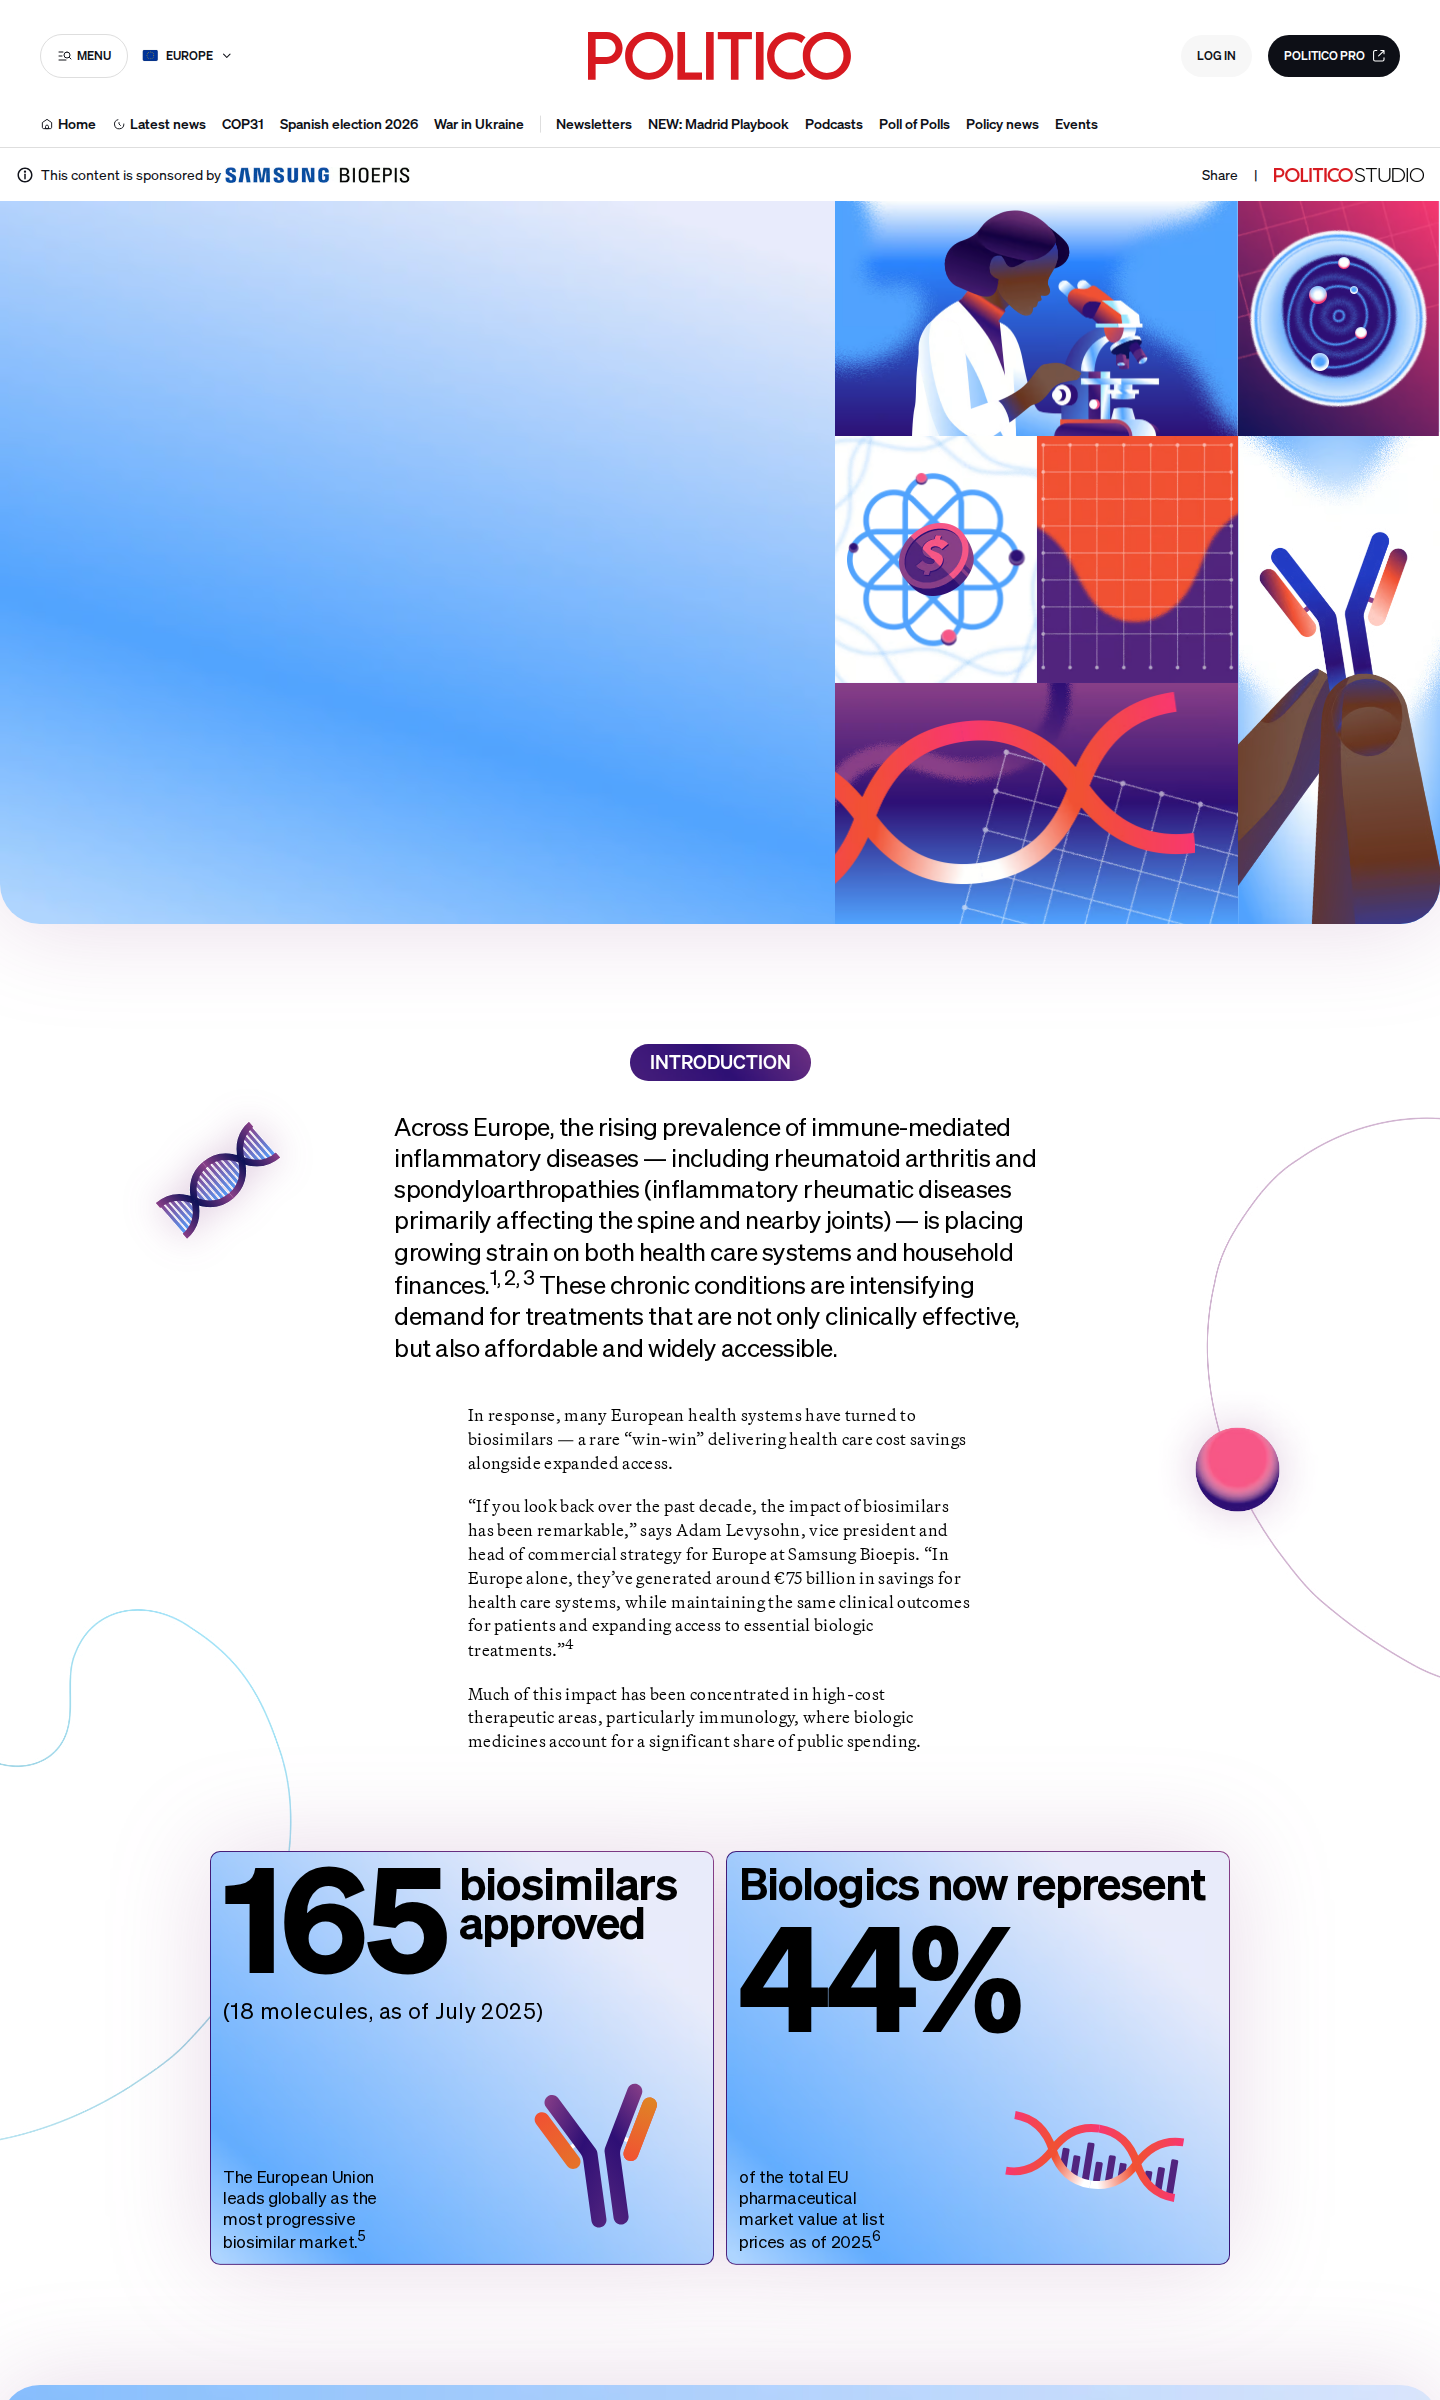 MENU
EUROPE
POLITICO
LOG IN
POLITICO PRO
Home
Latest news
COP31
Spanish election 2026
War in Ukraine
Newsletters
NEW: Madrid Playbook
Podcasts
Poll of Polls
Policy news
Events
This content is sponsored by SAMSUNG BIOEPIS
Share | POLITICO STUDIO
$
INTRODUCTION
Across Europe, the rising prevalence of immune-mediated
inflammatory diseases — including rheumatoid arthritis and
spondyloarthropathies (inflammatory rheumatic diseases
primarily affecting the spine and nearby joints) — is placing
growing strain on both health care systems and household
finances.1, 2, 3 These chronic conditions are intensifying
demand for treatments that are not only clinically effective,
but also affordable and widely accessible.
In response, many European health systems have turned to
biosimilars — a rare “win-win” delivering health care cost savings
alongside expanded access.
“If you look back over the past decade, the impact of biosimilars
has been remarkable,” says Adam Levysohn, vice president and
head of commercial strategy for Europe at Samsung Bioepis. “In
Europe alone, they’ve generated around €75 billion in savings for
health care systems, while maintaining the same clinical outcomes
for patients and expanding access to essential biologic
treatments.”4
Much of this impact has been concentrated in high-cost
therapeutic areas, particularly immunology, where biologic
medicines account for a significant share of public spending.
165 biosimilars
approved
(18 molecules, as of July 2025)
The European Union
leads globally as the
most progressive
biosimilar market.5
Biologics now represent
44%
of the total EU
pharmaceutical
market value at list
prices as of 2025.6